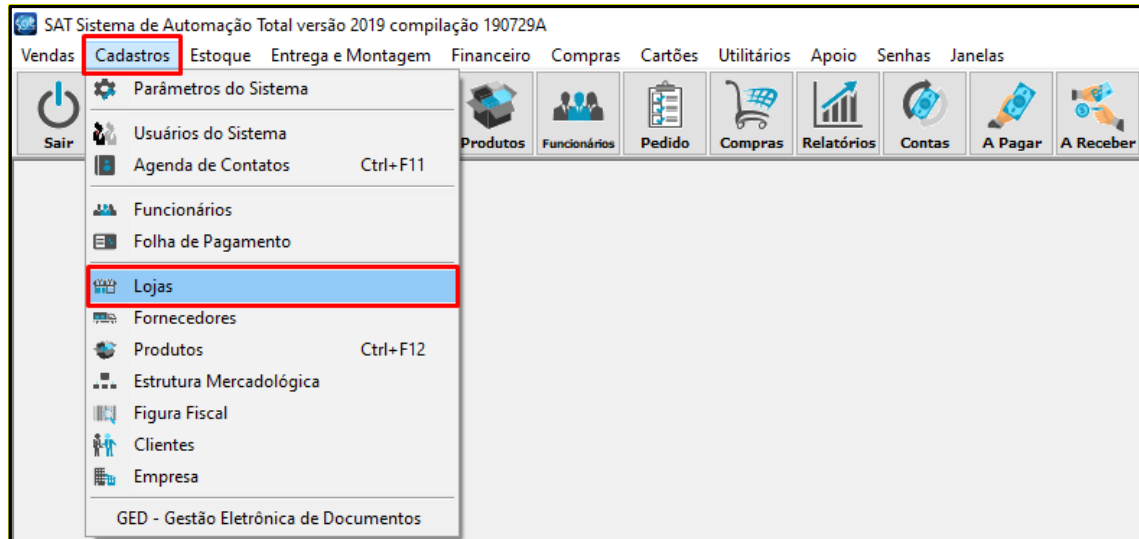 SAT Sistema de Automação Total versão 2019 compilação 190729A
Vendas Cadastros Estoque Entrega e Montagem Financeiro Compras Cartões Utilitários Apoio Senhas Janelas
Sair Produtos Funcionários Pedido Compras Relatórios Contas A Pagar A Receber
Parâmetros do Sistema
Usuários do Sistema
Agenda de Contatos Ctrl+F11
Funcionários
Folha de Pagamento
Lojas
Fornecedores
Produtos Ctrl+F12
Estrutura Mercadológica
Figura Fiscal
Clientes
Empresa
GED - Gestão Eletrônica de Documentos